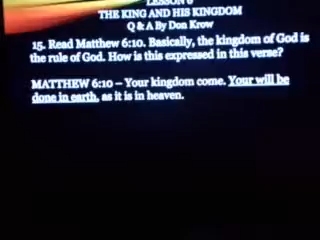 LESSON 6
THE KING AND HIS KINGDOM
Q & A By Don Krow
15. Read Matthew 6:10. Basically, the kingdom of God is
the rule of God. How is this expressed in this verse?
MATTHEW 6:10 – Your kingdom come. Your will be
done in earth, as it is in heaven.